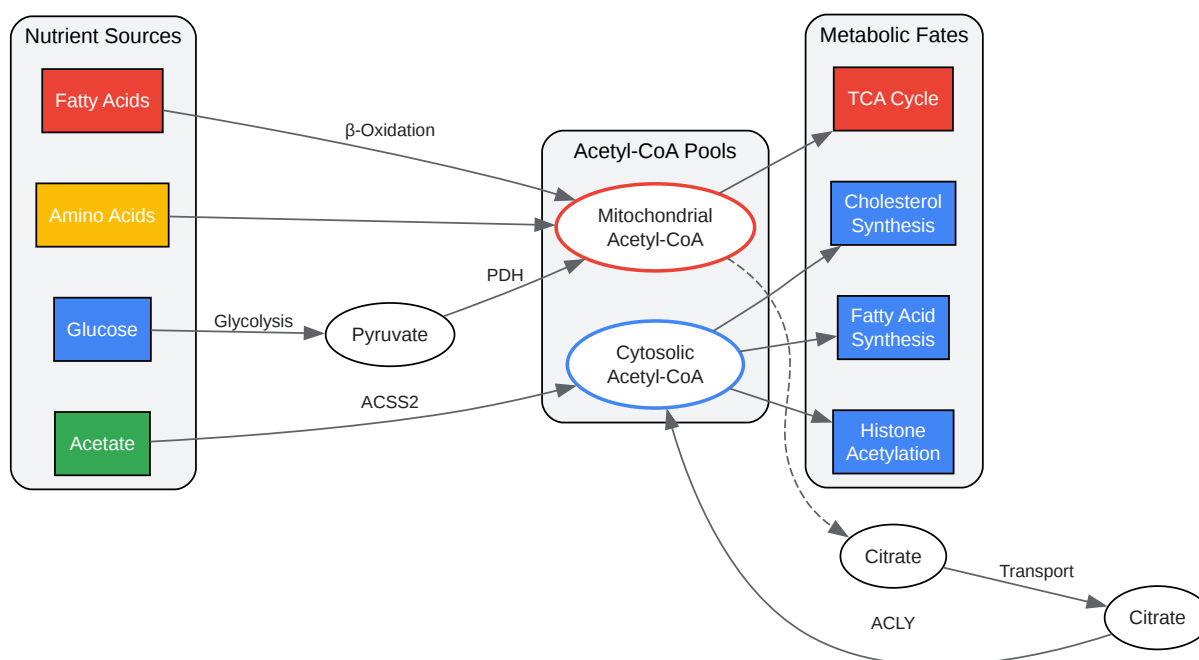 Nutrient Sources
Fatty Acids
Amino Acids
Glucose
Acetate
β-Oxidation
Glycolysis
Pyruvate
PDH
ACSS2
Acetyl-CoA Pools
Mitochondrial
Acetyl-CoA
Cytosolic
Acetyl-CoA
Metabolic Fates
TCA Cycle
Cholesterol
Synthesis
Fatty Acid
Synthesis
Histone
Acetylation
Citrate
Transport
Citrate
ACLY